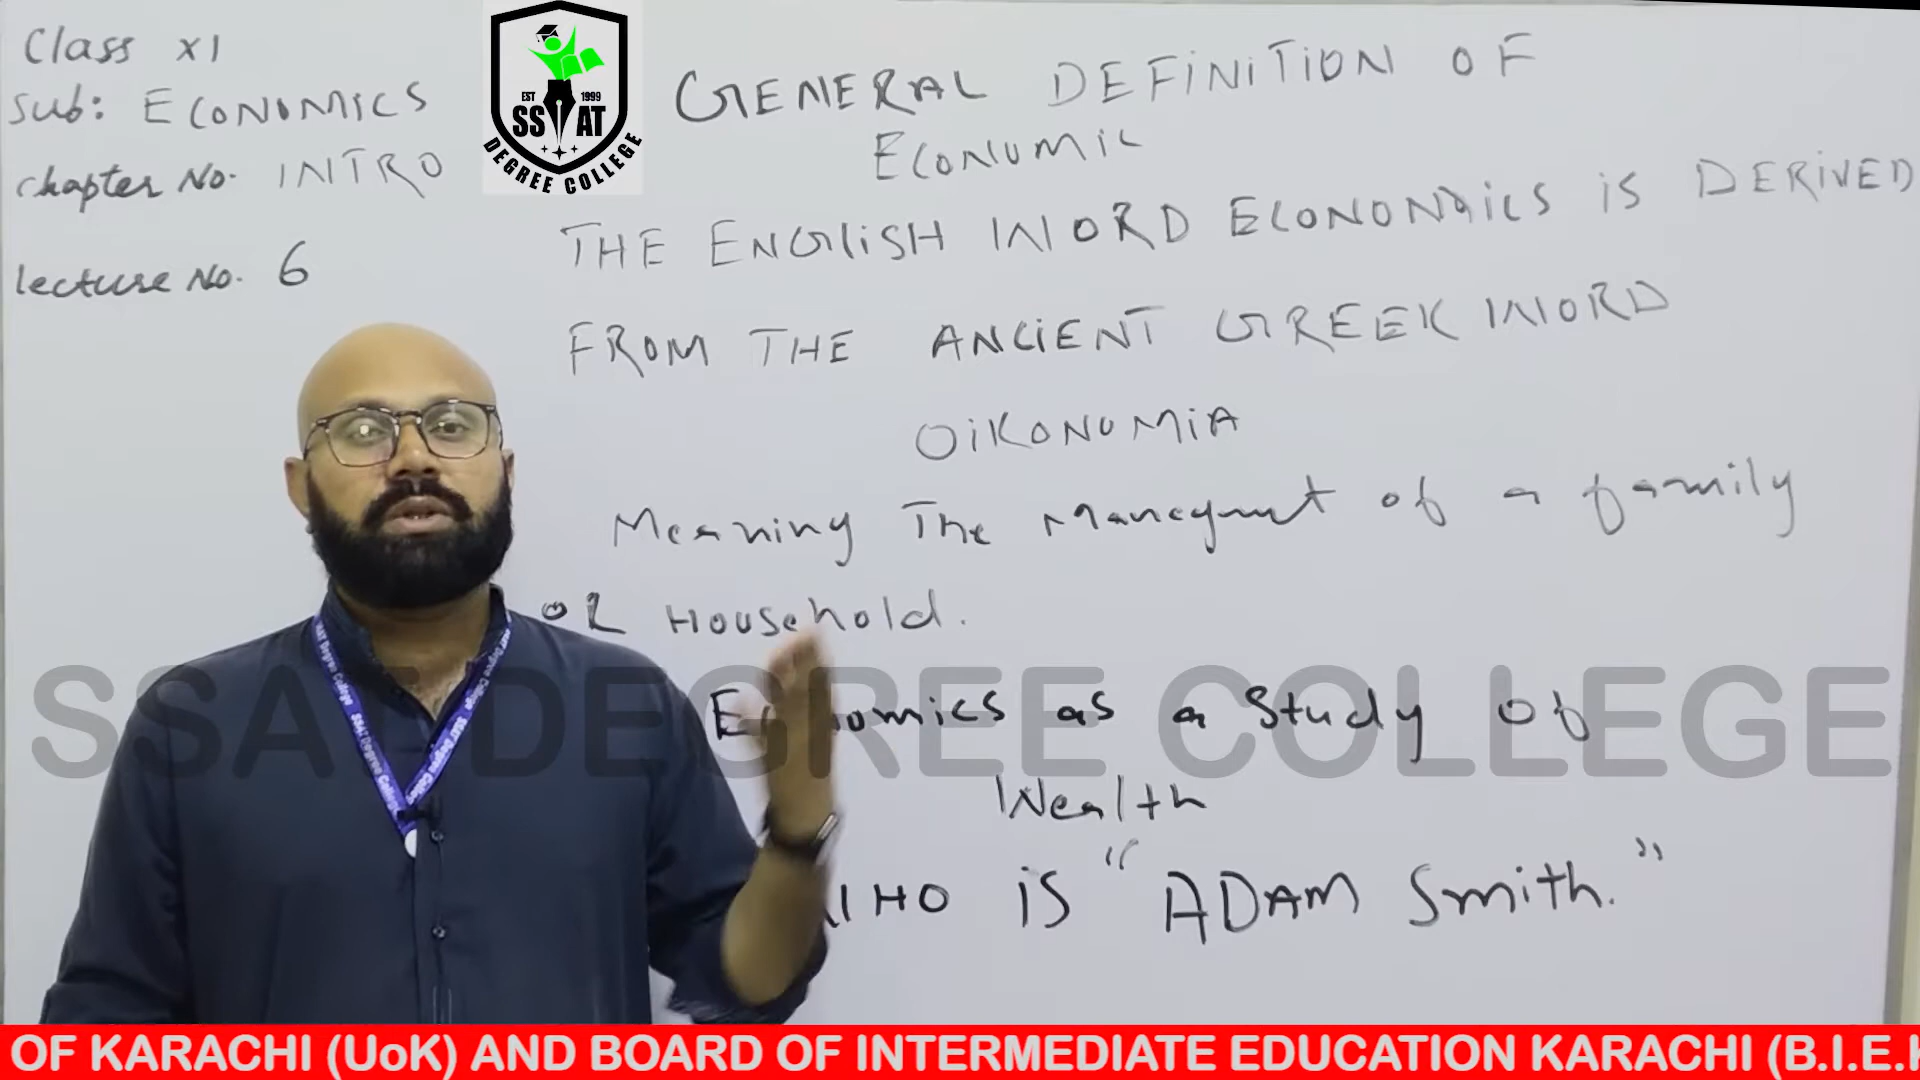 Class XI
Sub: ECONOMICS
chapter No. INTRO
lecture No. 6
EST 1999
SSAT
DEGREE COLLEGE
GENERAL DEFINITION OF
ECONOMIC
THE ENGLISH WORD ECONOMICS IS DERIVED
FROM THE ANCIENT GREEK WORD
OIKONOMIA
Meaning The Managment of a family
OR Household.
Economics as a Study of
Wealth
WHO is "ADAM Smith."
SSAT DEGREE COLLEGE
OF KARACHI (UoK) AND BOARD OF INTERMEDIATE EDUCATION KARACHI (B.I.E.K